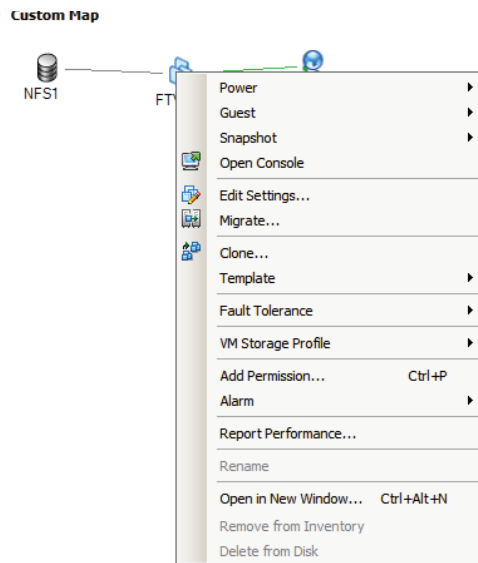 Custom Map
NFS1
FTV
Power
Guest
Snapshot
Open Console
Edit Settings...
Migrate...
Clone...
Template
Fault Tolerance
VM Storage Profile
Add Permission... Ctrl+P
Alarm
Report Performance...
Rename
Open in New Window... Ctrl+Alt+N
Remove from Inventory
Delete from Disk